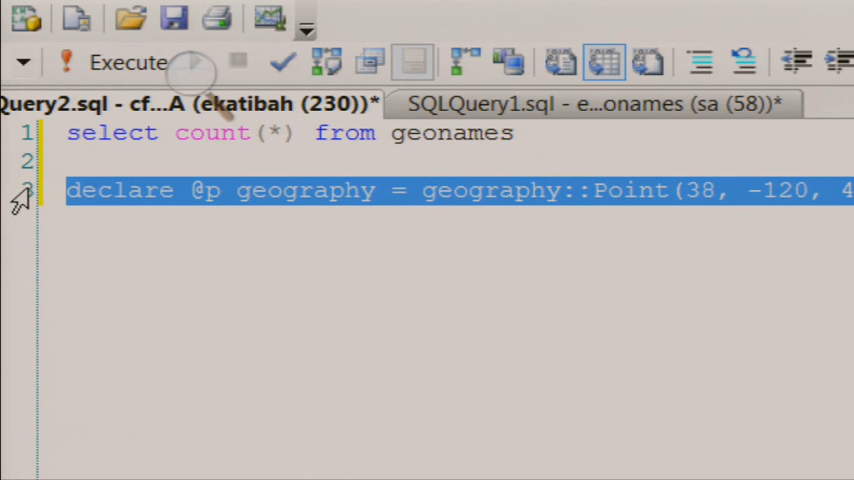 Execute
Query2.sql - cf...A (ekatibah (230))*
SQLQuery1.sql - e...onames (sa (58))*
1 select count(*) from geonames
2
3 declare @p geography = geography::Point(38, -120, 4